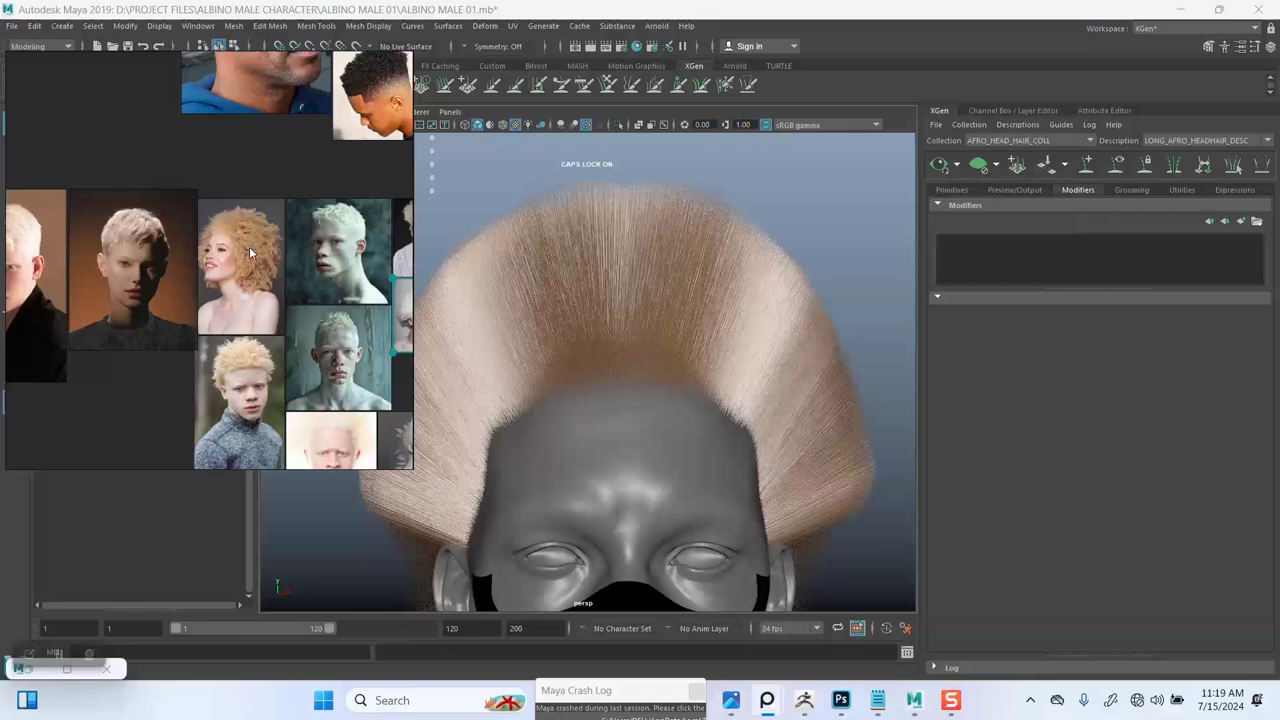 Autodesk Maya 2019: D:\PROJECT FILES\ALBINO MALE CHARACTER\ALBINO MALE 01\ALBINO MALE 01.mb*
File Edit Create Select Modify Display Windows Mesh Edit Mesh Mesh Tools Mesh Display Curves Surfaces Deform UV Generate Cache Substance Arnold Help
Workspace : XGen*
Modeling
No Live Surface
Symmetry: Off
Sign In
FX Caching Custom Bifrost MASH Motion Graphics XGen Arnold TURTLE
Panels
0.00
1.00
sRGB gamma
0
0
0
0
CAPS LOCK ON
persp
y
XGen Channel Box / Layer Editor Attribute Editor
File Collection Descriptions Guides Log Help
Collection AFRO_HEAD_HAIR_COLL Description LONG_AFRO_HEADHAIR_DESC
Primitives Preview/Output Modifiers Grooming Utilities Expressions
Modifiers
Log
1
1
1
120
120
200
No Character Set
No Anim Layer
24 fps
Maya Crash Log
Maya crashed during last session. Please click the
Search
11:19 AM
7/15/2024